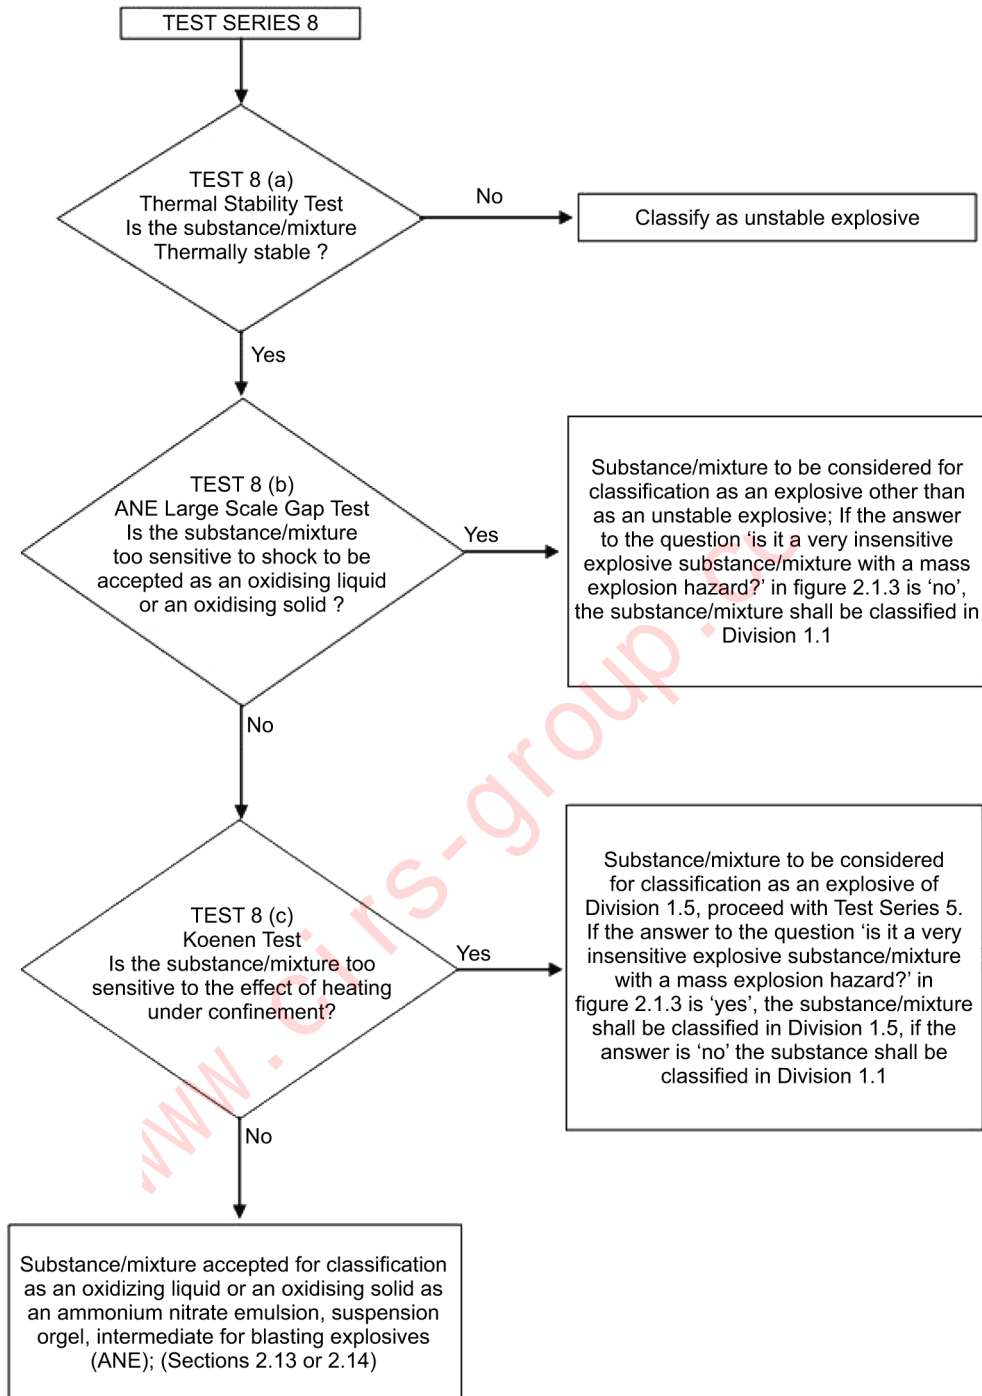 TEST SERIES 8
TEST 8 (a)
Thermal Stability Test
Is the substance/mixture
Thermally stable ?
No
Classify as unstable explosive
Yes
TEST 8 (b)
ANE Large Scale Gap Test
Is the substance/mixture
too sensitive to shock to be
accepted as an oxidising liquid
or an oxidising solid ?
Yes
Substance/mixture to be considered for
classification as an explosive other than
as an unstable explosive; If the answer
to the question ‘is it a very insensitive
explosive substance/mixture with a mass
explosion hazard?’ in figure 2.1.3 is ‘no’,
the substance/mixture shall be classified in
Division 1.1
No
TEST 8 (c)
Koenen Test
Is the substance/mixture too
sensitive to the effect of heating
under confinement?
Yes
Substance/mixture to be considered
for classification as an explosive of
Division 1.5, proceed with Test Series 5.
If the answer to the question ‘is it a very
insensitive explosive substance/mixture
with a mass explosion hazard?’ in
figure 2.1.3 is ‘yes’, the substance/mixture
shall be classified in Division 1.5, if the
answer is ‘no’ the substance shall be
classified in Division 1.1
No
Substance/mixture accepted for classification
as an oxidizing liquid or an oxidising solid as
an ammonium nitrate emulsion, suspension
orgel, intermediate for blasting explosives
(ANE); (Sections 2.13 or 2.14)
www.cirs-group.c